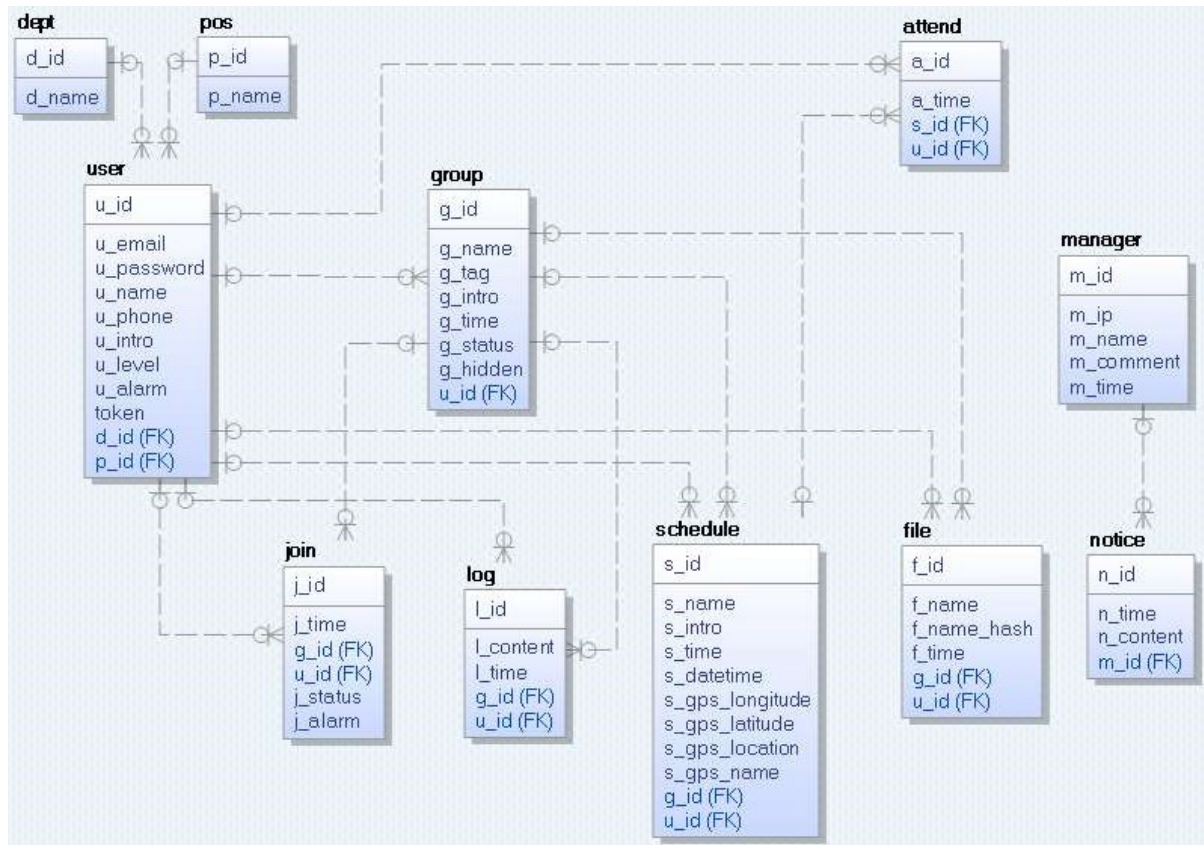 dept
d_id
d_name
pos
p_id
p_name
attend
a_id
a_time
s_id (FK)
u_id (FK)
user
u_id
u_email
u_password
u_name
u_phone
u_intro
u_level
u_alarm
token
d_id (FK)
p_id (FK)
group
g_id
g_name
g_tag
g_intro
g_time
g_status
g_hidden
u_id (FK)
manager
m_id
m_ip
m_name
m_comment
m_time
join
j_id
j_time
g_id (FK)
u_id (FK)
j_status
j_alarm
log
l_id
l_content
l_time
g_id (FK)
u_id (FK)
schedule
s_id
s_name
s_intro
s_time
s_datetime
s_gps_longitude
s_gps_latitude
s_gps_location
s_gps_name
g_id (FK)
u_id (FK)
file
f_id
f_name
f_name_hash
f_time
g_id (FK)
u_id (FK)
notice
n_id
n_time
n_content
m_id (FK)